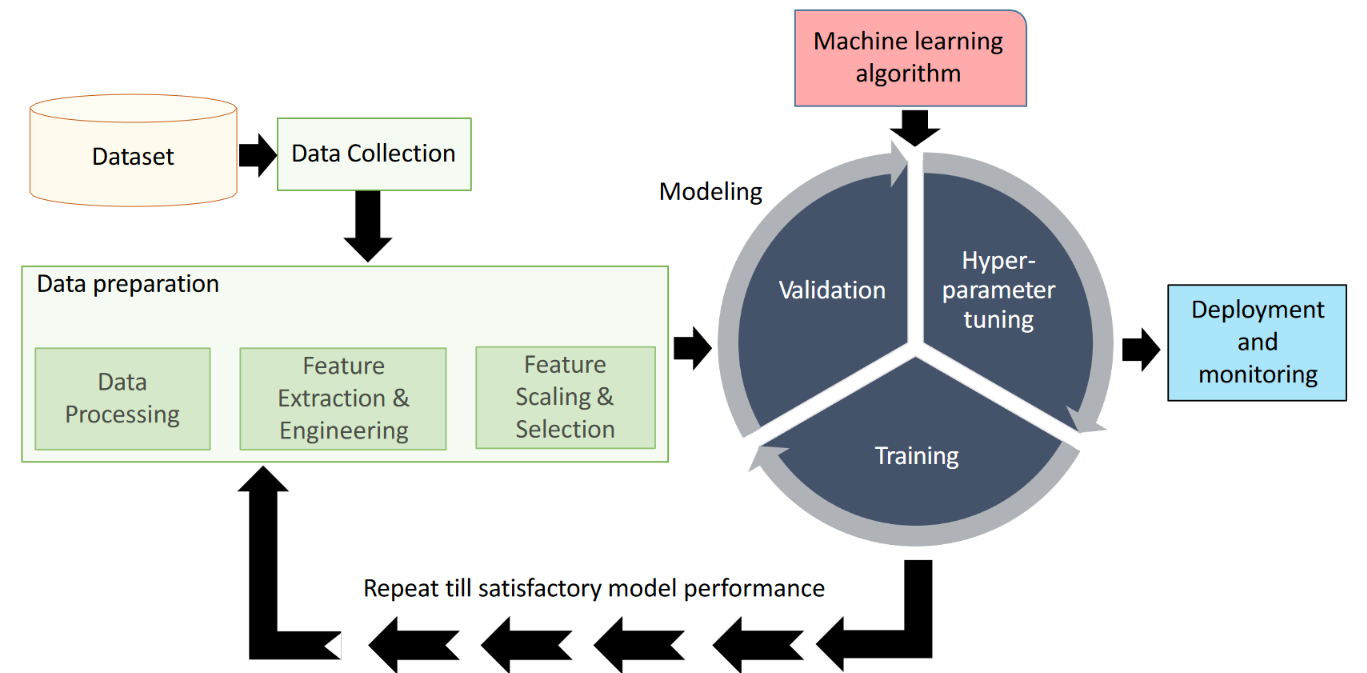 Machine learning
algorithm
Dataset
Data Collection
Modeling
Data preparation
Data
Processing
Feature
Extraction &
Engineering
Feature
Scaling &
Selection
Validation
Hyper-
parameter
tuning
Training
Deployment
and
monitoring
Repeat till satisfactory model performance